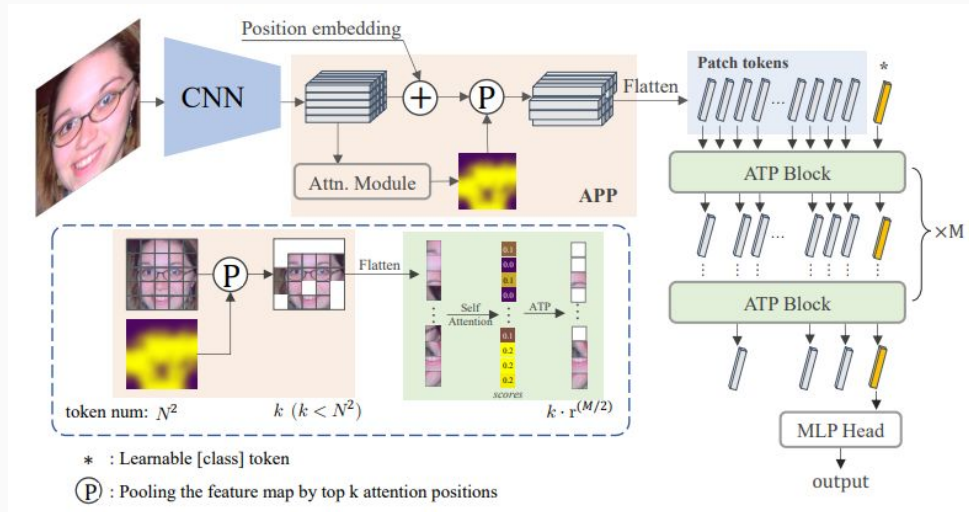 Position embedding
CNN
+
P
Flatten
Attn. Module
APP
Patch tokens
... 
*
ATP Block
...
ATP Block
×M
MLP Head
output
P
Flatten
Self
Attention
0.1
0.0
0.1
0.0
0.1
0.2
0.2
0.2
scores
ATP
token num: N²
k (k < N²)
k · r^(M/2)
* : Learnable [class] token
P : Pooling the feature map by top k attention positions